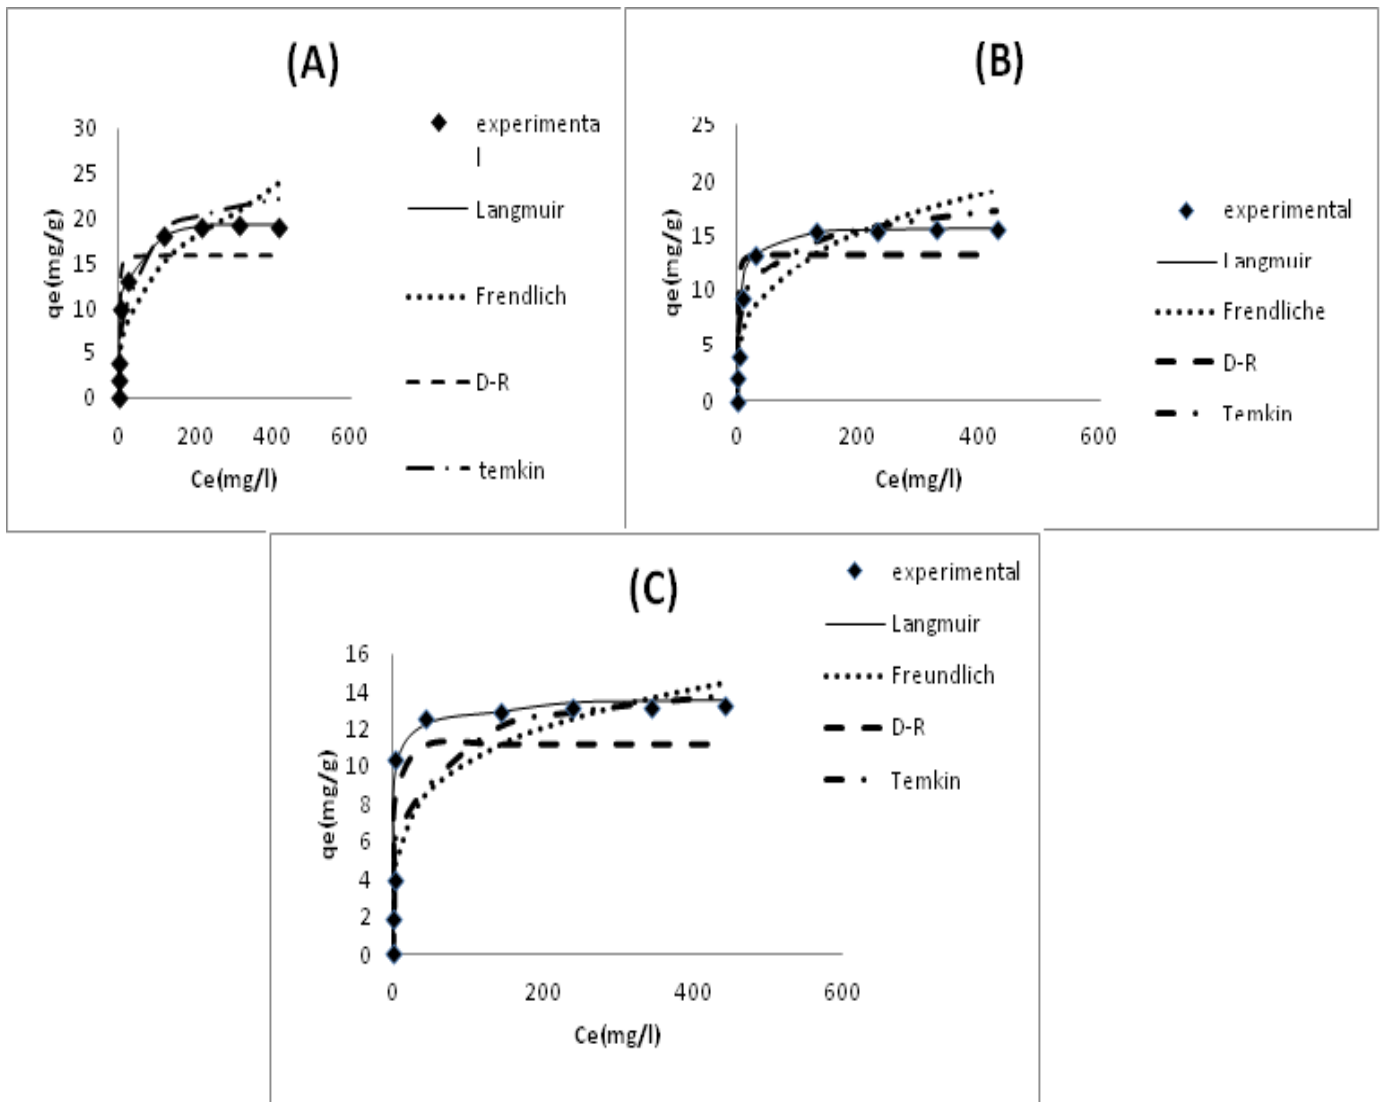 (A)
30
25
20
15
10
5
0
qe(mg/g)
0 200 400 600
Ce(mg/l)
experimenta
l
Langmuir
Frendlich
D-R
temkin
(B)
25
20
15
10
5
0
qe(mg/g)
0 200 400 600
Ce(mg/l)
experimental
Langmuir
Frendliche
D-R
Temkin
(C)
16
14
12
10
8
6
4
2
0
qe(mg/g)
0 200 400 600
Ce(mg/l)
experimental
Langmuir
Freundlich
D-R
Temkin